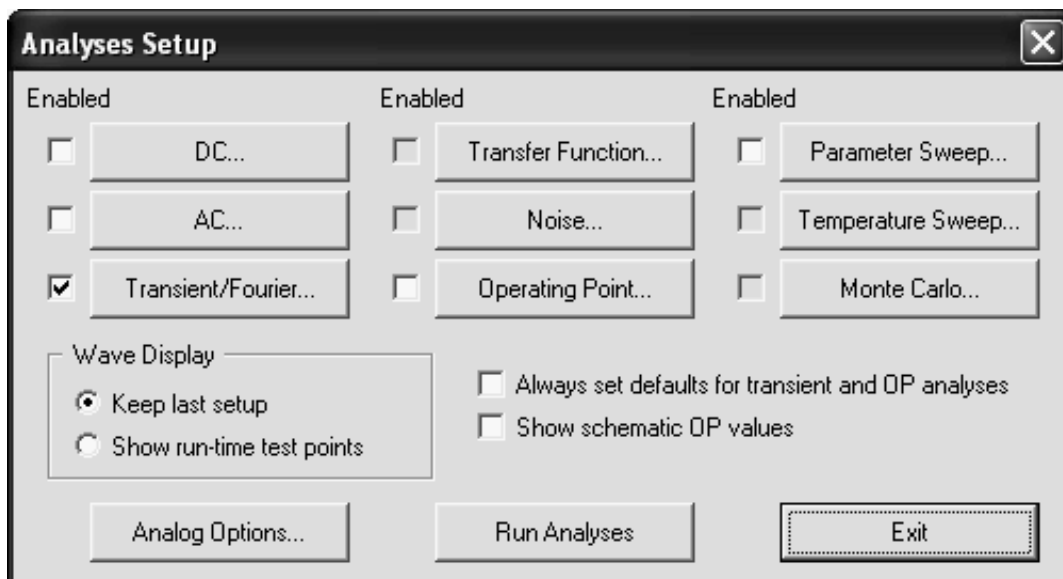 Analyses Setup
Enabled Enabled Enabled
DC... Transfer Function... Parameter Sweep...
AC... Noise... Temperature Sweep...
Transient/Fourier... Operating Point... Monte Carlo...
Wave Display
Keep last setup
Show run-time test points
Always set defaults for transient and OP analyses
Show schematic OP values
Analog Options... Run Analyses Exit